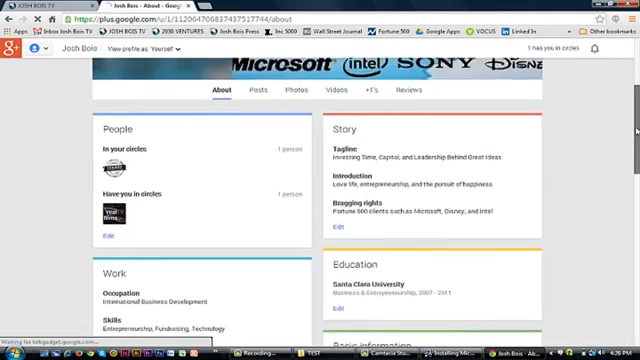 JOSH BOIS TV
Josh Bois - About - Goog
https://plus.google.com/u/1/112064706837437517744/about
Apps
Inbox Josh Bois TV
JOSH BOIS TV
2030 VENTURES
Josh Bois Press
Inc 5000
Wall Street Journal
Fortune 500
Google Apps
VOCUS
Linked In
Other bookmarks
g+
Josh Bois
View profile as: Yourself
1 has you in circles
Microsoft intel SONY Disne
About Posts Photos Videos +1's Reviews
People
In your circles 1 person
Have you in circles 1 person
real TV films
Edit
Story
Tagline
Investing Time, Capital, and Leadership Behind Great Ideas
Introduction
Love life, entrepreneurship, and the pursuit of happiness
Bragging rights
Fortune 500 clients such as Microsoft, Disney, and Intel
Edit
Work
Occupation
International Business Development
Skills
Entrepreneurship, Fundraising, Technology
Education
Santa Clara University
Business & Entrepreneurship, 2007 - 2011
Edit
Basic Information
Waiting for talkgadget.google.com...
Recording...
TEST
Camtasia Stu...
Installing Micr...
Josh Bois - Ab...
4:26 PM